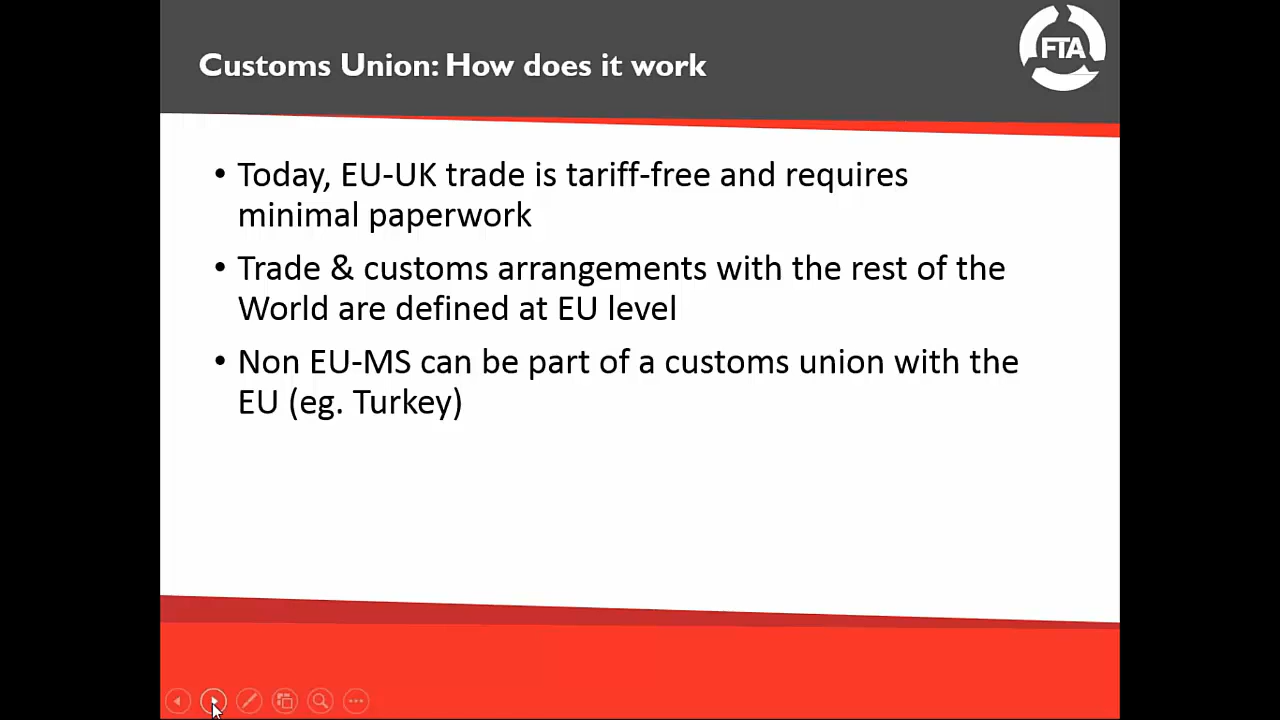 Customs Union: How does it work
FTA
• Today, EU-UK trade is tariff-free and requires
minimal paperwork
• Trade & customs arrangements with the rest of the
World are defined at EU level
• Non EU-MS can be part of a customs union with the
EU (eg. Turkey)